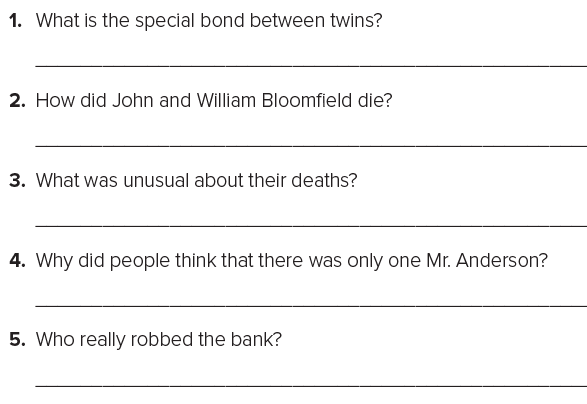 1. What is the special bond between twins?
2. How did John and William Bloomfield die?
3. What was unusual about their deaths?
4. Why did people think that there was only one Mr. Anderson?
5. Who really robbed the bank?